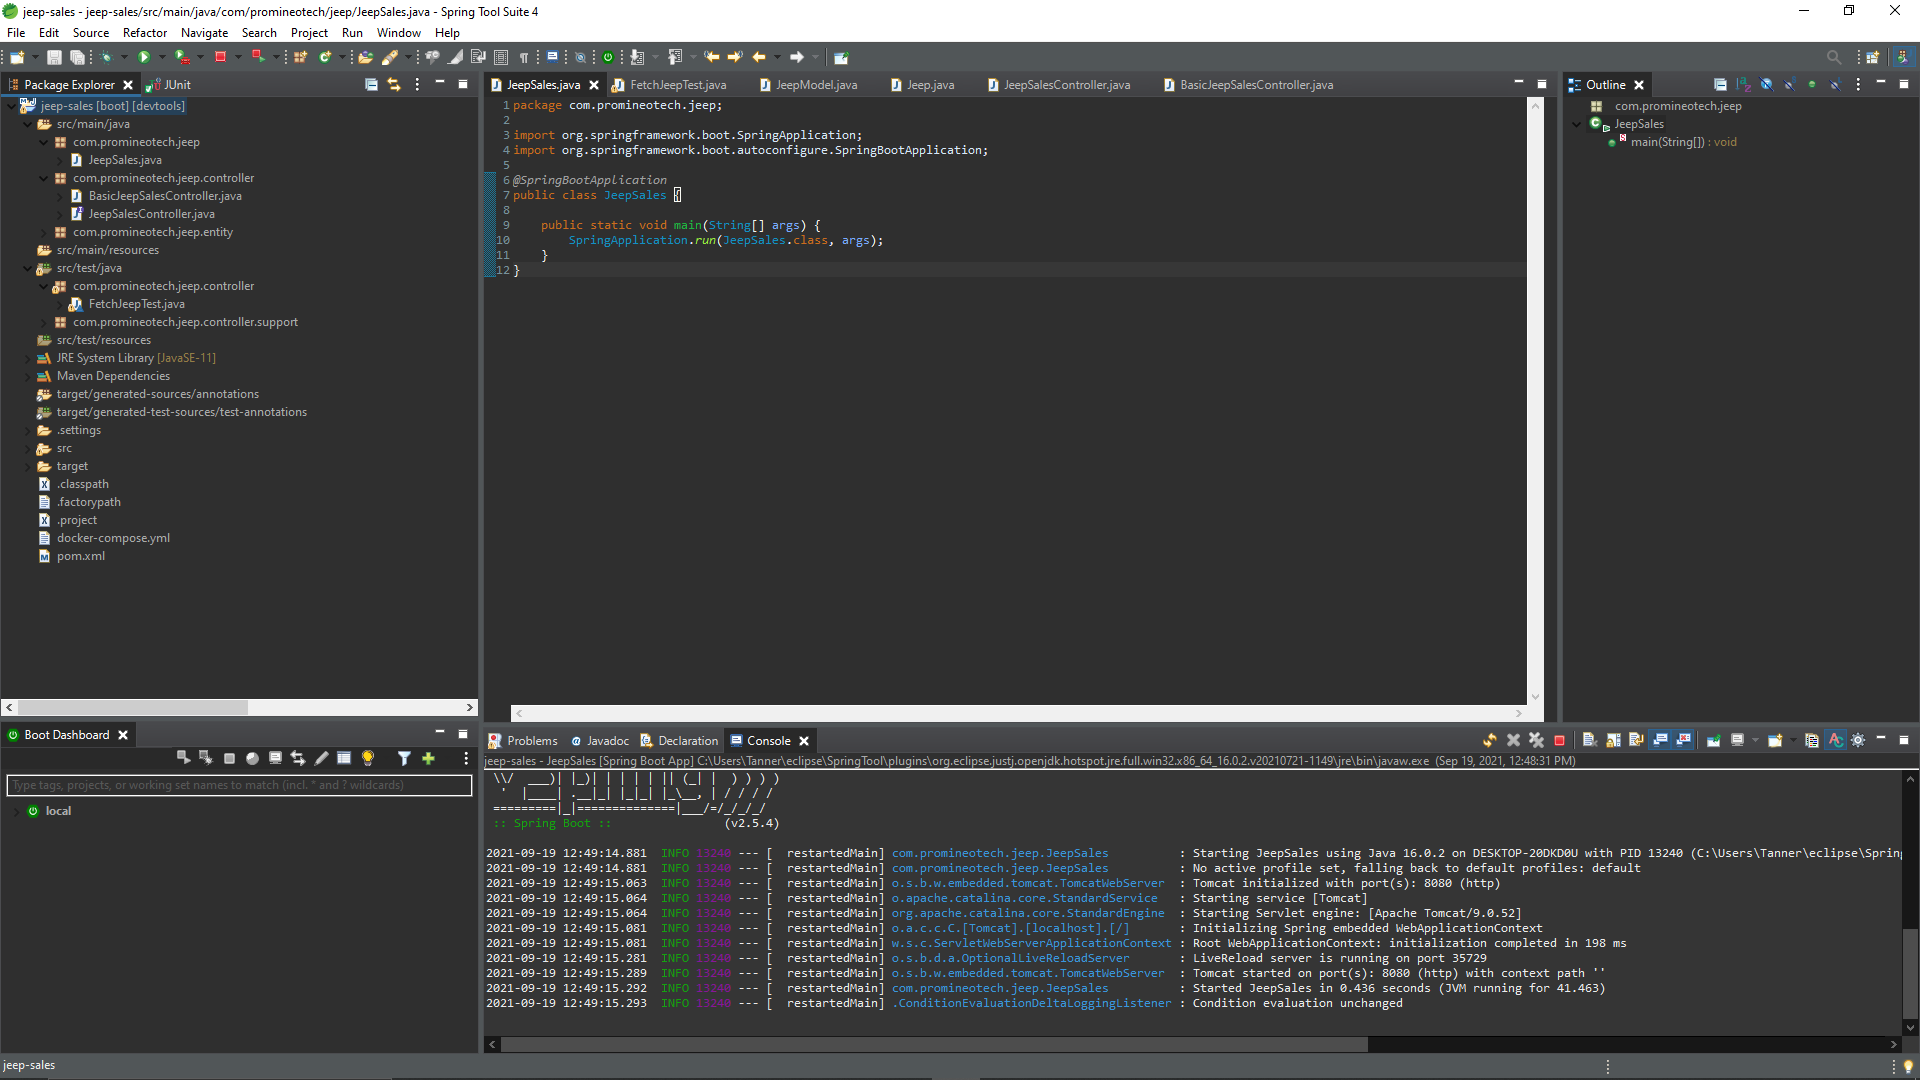 jeep-sales - jeep-sales/src/main/java/com/promineotech/jeep/JeepSales.java - Spring Tool Suite 4
File Edit Source Refactor Navigate Search Project Run Window Help
Package Explorer
JUnit
jeep-sales [boot] [devtools]
src/main/java
com.promineotech.jeep
JeepSales.java
com.promineotech.jeep.controller
BasicJeepSalesController.java
JeepSalesController.java
com.promineotech.jeep.entity
src/main/resources
src/test/java
com.promineotech.jeep.controller
FetchJeepTest.java
com.promineotech.jeep.controller.support
src/test/resources
JRE System Library [JavaSE-11]
Maven Dependencies
target/generated-sources/annotations
target/generated-test-sources/test-annotations
.settings
src
target
.classpath
.factorypath
.project
docker-compose.yml
pom.xml
JeepSales.java FetchJeepTest.java JeepModel.java Jeep.java JeepSalesController.java BasicJeepSalesController.java
1 package com.promineotech.jeep;
2
3 import org.springframework.boot.SpringApplication;
4 import org.springframework.boot.autoconfigure.SpringBootApplication;
5
6 @SpringBootApplication
7 public class JeepSales {
8
9 public static void main(String[] args) {
10 SpringApplication.run(JeepSales.class, args);
11 }
12 }
Outline
com.promineotech.jeep
JeepSales
main(String[]) : void
Boot Dashboard
Type tags, projects, or working set names to match (incl. * and ? wildcards)
local
Problems Javadoc Declaration Console
jeep-sales - JeepSales [Spring Boot App] C:\Users\Tanner\eclipse\SpringTool\plugins\org.eclipse.justj.openjdk.hotspot.jre.full.win32.x86_64_16.0.2.v20210721-1149\jre\bin\javaw.exe (Sep 19, 2021, 12:48:31 PM)
:: Spring Boot :: (v2.5.4)
2021-09-19 12:49:14.881 INFO 13240 --- [ restartedMain] com.promineotech.jeep.JeepSales : Starting JeepSales using Java 16.0.2 on DESKTOP-20DKD0U with PID 13240 (C:\Users\Tanner\eclipse\Spring
2021-09-19 12:49:14.881 INFO 13240 --- [ restartedMain] com.promineotech.jeep.JeepSales : No active profile set, falling back to default profiles: default
2021-09-19 12:49:15.063 INFO 13240 --- [ restartedMain] o.s.b.w.embedded.tomcat.TomcatWebServer : Tomcat initialized with port(s): 8080 (http)
2021-09-19 12:49:15.064 INFO 13240 --- [ restartedMain] o.apache.catalina.core.StandardService : Starting service [Tomcat]
2021-09-19 12:49:15.064 INFO 13240 --- [ restartedMain] org.apache.catalina.core.StandardEngine : Starting Servlet engine: [Apache Tomcat/9.0.52]
2021-09-19 12:49:15.081 INFO 13240 --- [ restartedMain] o.a.c.c.C.[Tomcat].[localhost].[/] : Initializing Spring embedded WebApplicationContext
2021-09-19 12:49:15.081 INFO 13240 --- [ restartedMain] w.s.c.ServletWebServerApplicationContext : Root WebApplicationContext: initialization completed in 198 ms
2021-09-19 12:49:15.281 INFO 13240 --- [ restartedMain] o.s.b.d.a.OptionalLiveReloadServer : LiveReload server is running on port 35729
2021-09-19 12:49:15.289 INFO 13240 --- [ restartedMain] o.s.b.w.embedded.tomcat.TomcatWebServer : Tomcat started on port(s): 8080 (http) with context path ''
2021-09-19 12:49:15.292 INFO 13240 --- [ restartedMain] com.promineotech.jeep.JeepSales : Started JeepSales in 0.436 seconds (JVM running for 41.463)
2021-09-19 12:49:15.293 INFO 13240 --- [ restartedMain] .ConditionEvaluationDeltaLoggingListener : Condition evaluation unchanged
jeep-sales